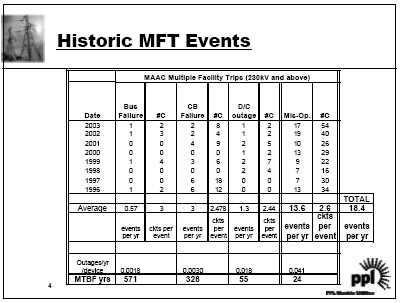 Historic MFT Events
MAAC Multiple Facility Trips (230kV and above)
Date Bus Failure #C CB Failure #C D/C outage #C Mis-Op. #C
2003 1 2 2 8 1 2 17 54
2002 1 3 2 4 1 2 19 40
2001 0 0 4 9 2 5 10 26
2000 0 0 0 0 1 2 13 29
1999 1 4 3 6 2 7 9 22
1998 0 0 0 0 2 4 7 16
1997 0 0 6 18 0 0 7 30
1996 1 2 6 12 0 0 13 34
TOTAL
Average 0.57 3 3 2.478 1.3 2.44 13.6 2.6 18.4
events per yr ckts per event events per yr ckts per event events per yr ckts per event events per yr ckts per event events per yr
Outages/yr /device 0.0018 0.0030 0.018 0.041
MTBF yrs 571 328 55 24
4
ppl
PPL Electric Utilities